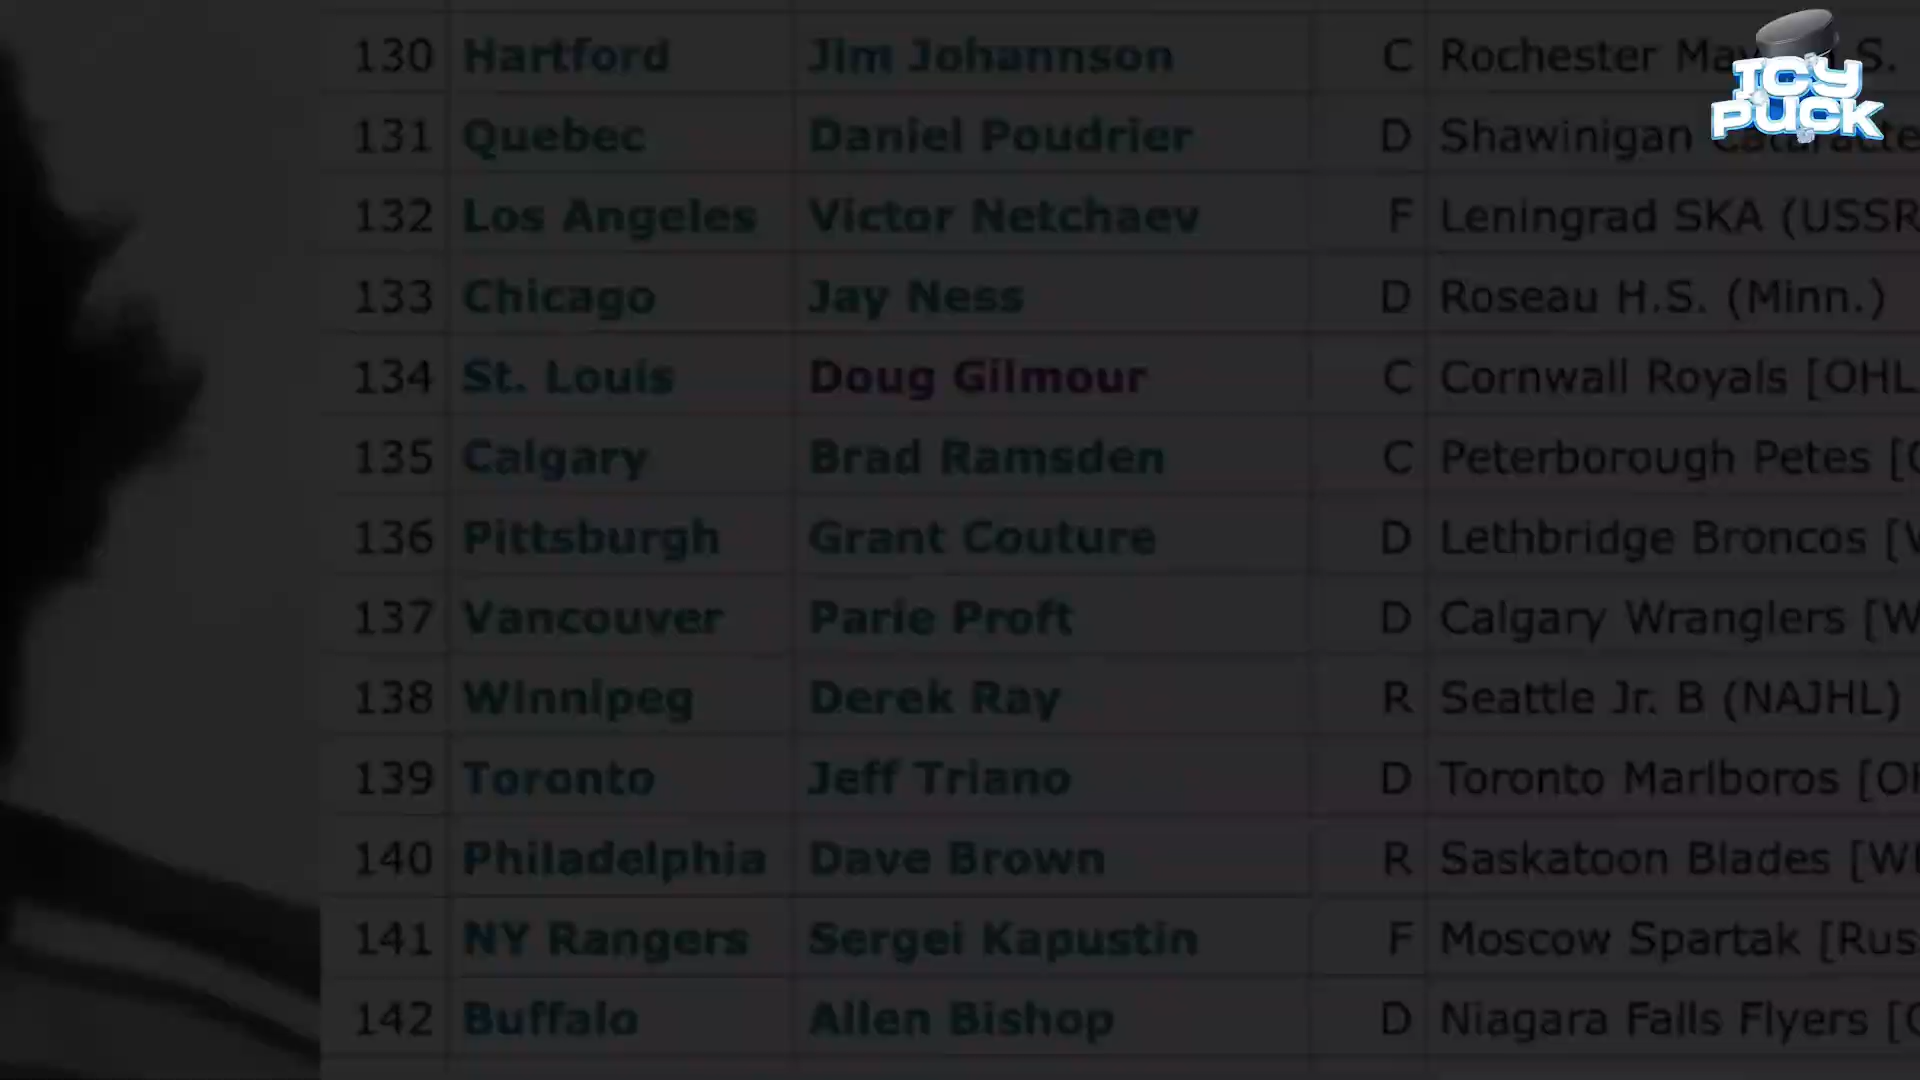 130 Hartford Jim Johannson C Rochester S.
131 Quebec Daniel Poudrier D Shawinigan
132 Los Angeles Victor Netchaev F Leningrad SKA (USSR
133 Chicago Jay Ness D Roseau H.S. (Minn.)
134 St. Louis Doug Gilmour C Cornwall Royals [OHL
135 Calgary Brad Ramsden C Peterborough Petes [
136 Pittsburgh Grant Couture D Lethbridge Broncos [
137 Vancouver Parie Proft D Calgary Wranglers [W
138 Winnipeg Derek Ray R Seattle Jr. B (NAJHL)
139 Toronto Jeff Triano D Toronto Marlboros [O
140 Philadelphia Dave Brown R Saskatoon Blades [W
141 NY Rangers Sergei Kapustin F Moscow Spartak [Rus
142 Buffalo Allen Bishop D Niagara Falls Flyers [
ICY
PUCK